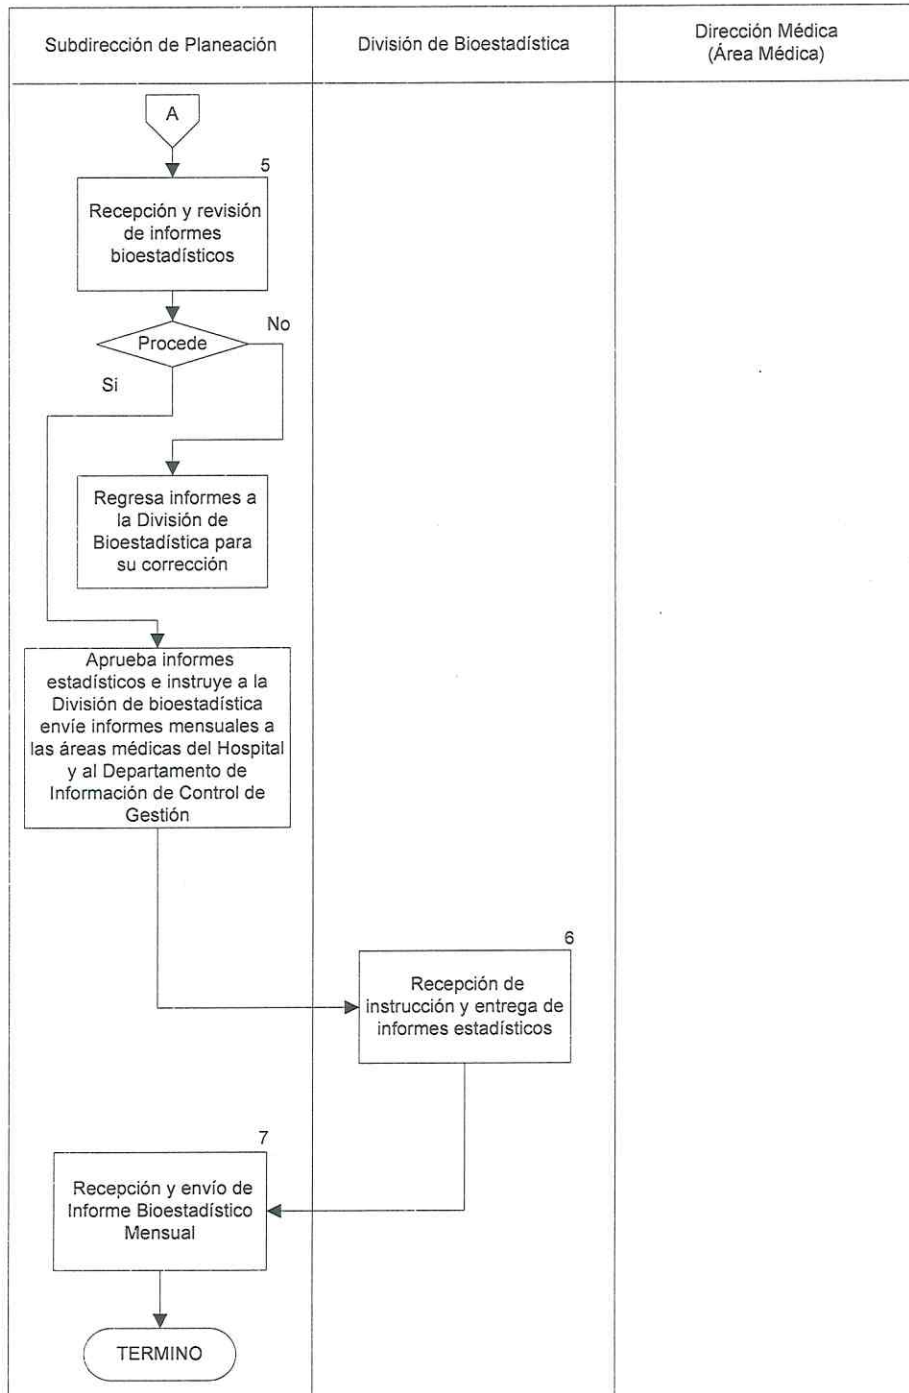 Subdirección de Planeación
División de Bioestadística
Dirección Médica
(Área Médica)
A
5
Recepción y revisión
de informes
bioestadísticos
Procede
No
Si
Regresa informes a
la División de
Bioestadística para
su corrección
Aprueba informes
estadísticos e instruye a la
División de bioestadística
envíe informes mensuales a
las áreas médicas del Hospital
y al Departamento de
Información de Control de
Gestión
6
Recepción de
instrucción y entrega de
informes estadísticos
7
Recepción y envío de
Informe Bioestadístico
Mensual
TERMINO